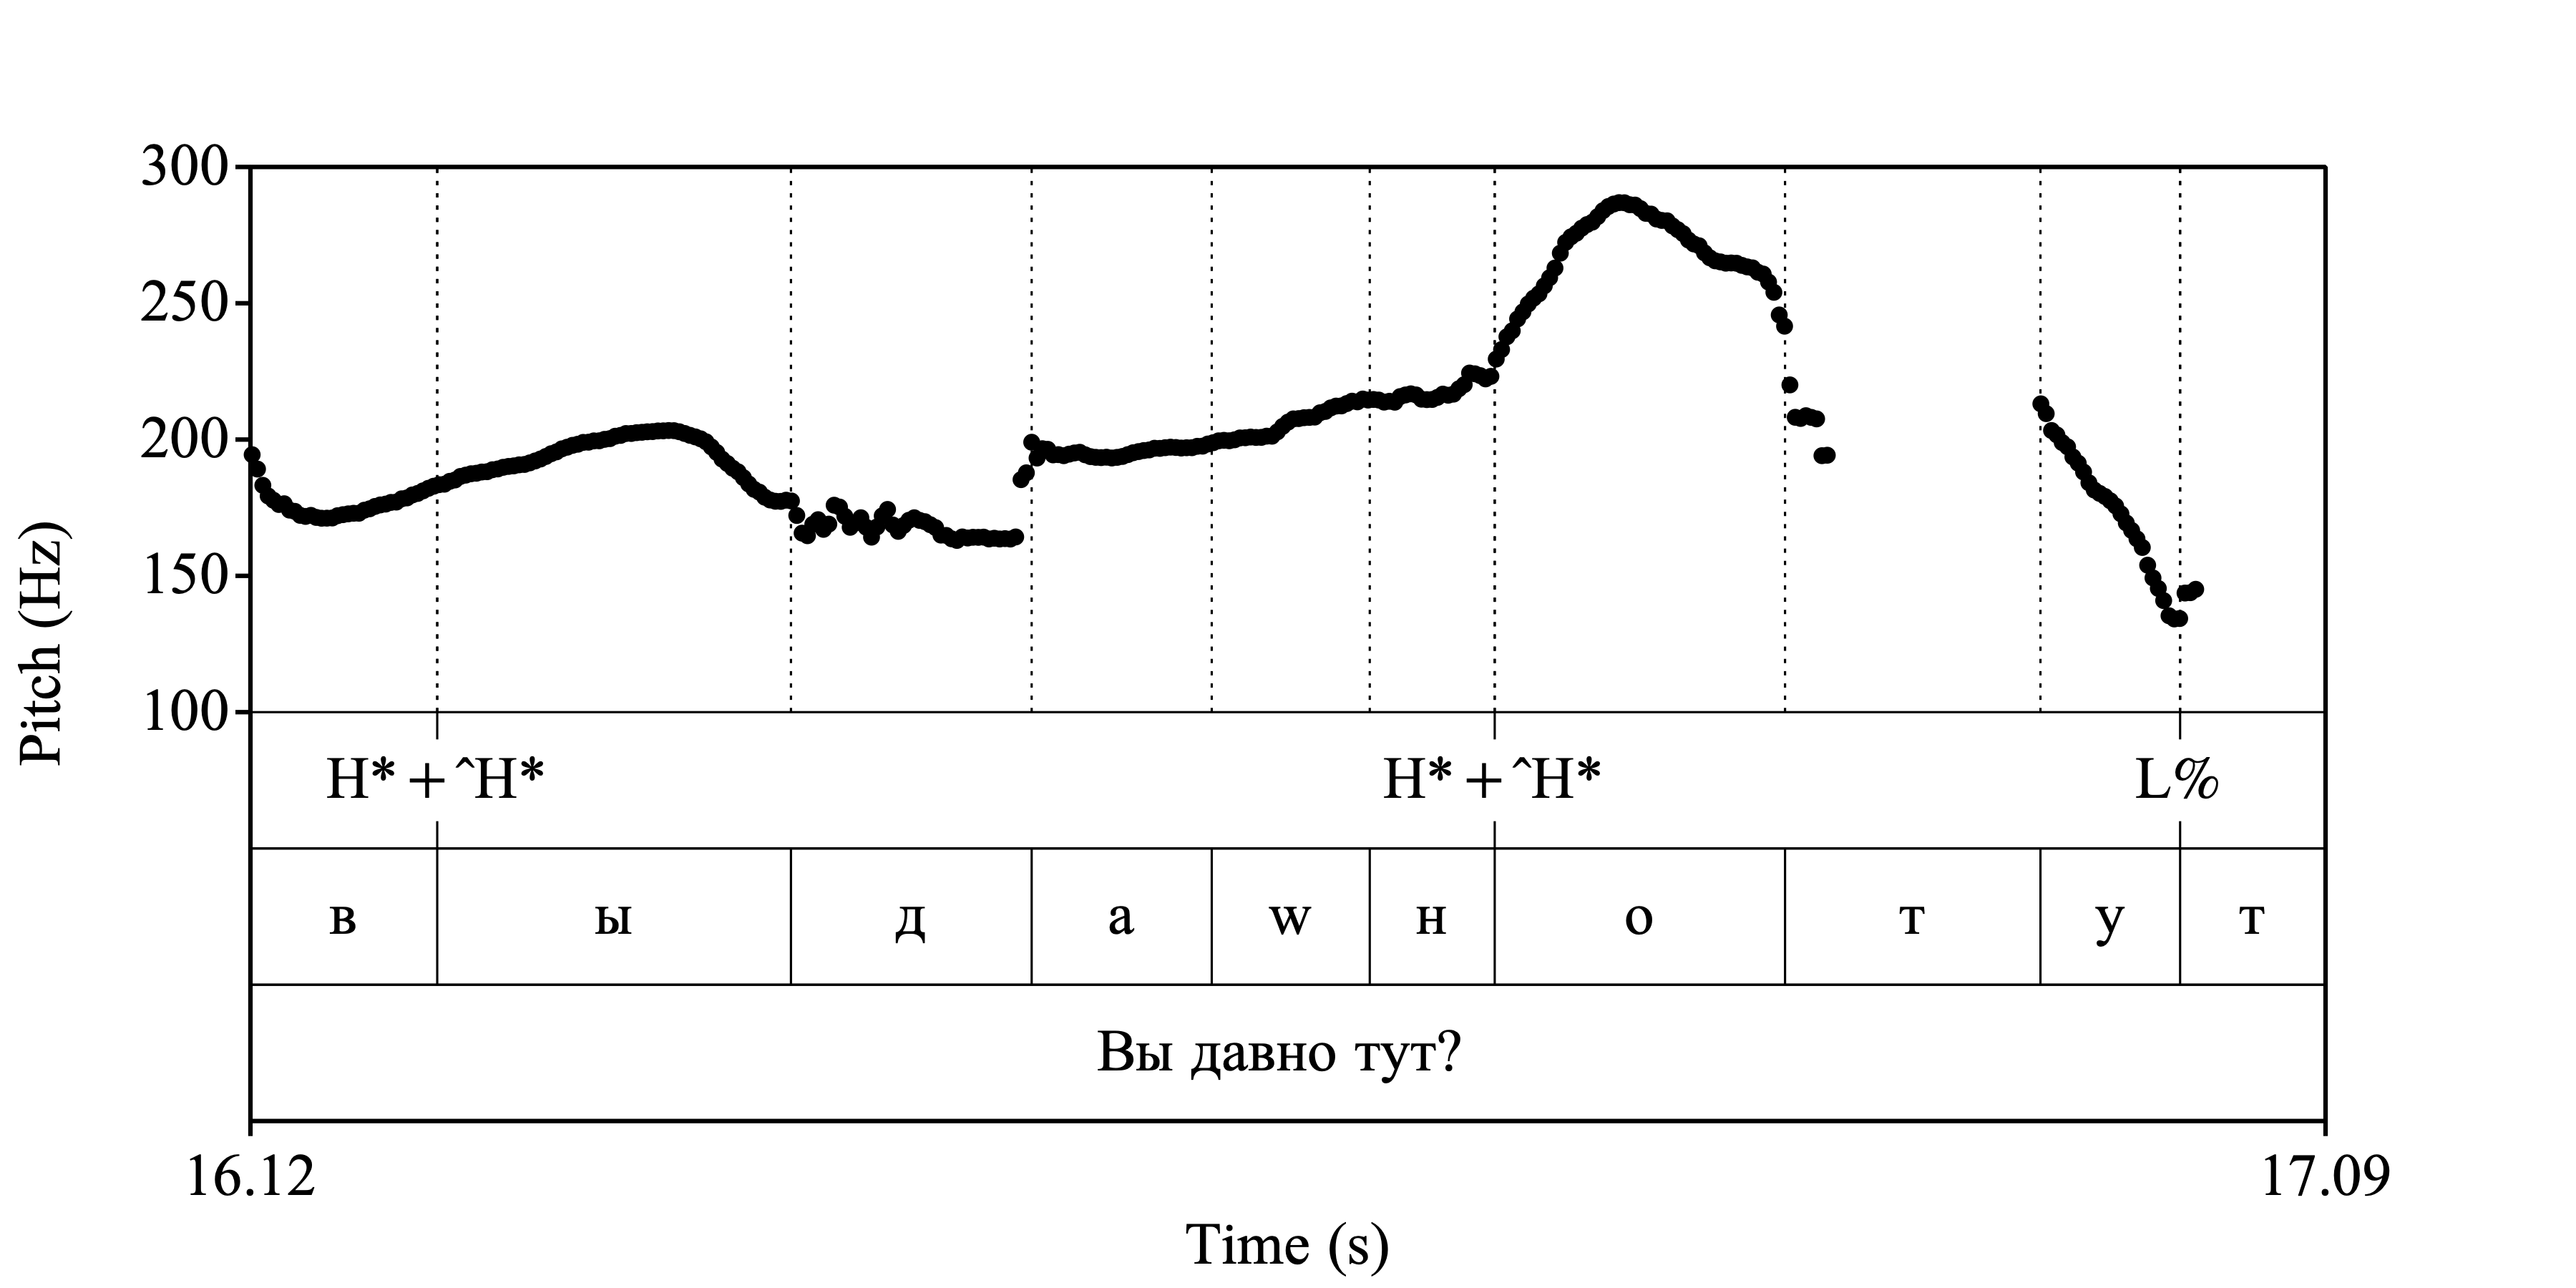 300
250
200
150
100
Pitch (Hz)
H* + ˆH* H* + ˆH* L%
в ы д а w н о т у т
Вы давно тут?
16.12 17.09
Time (s)